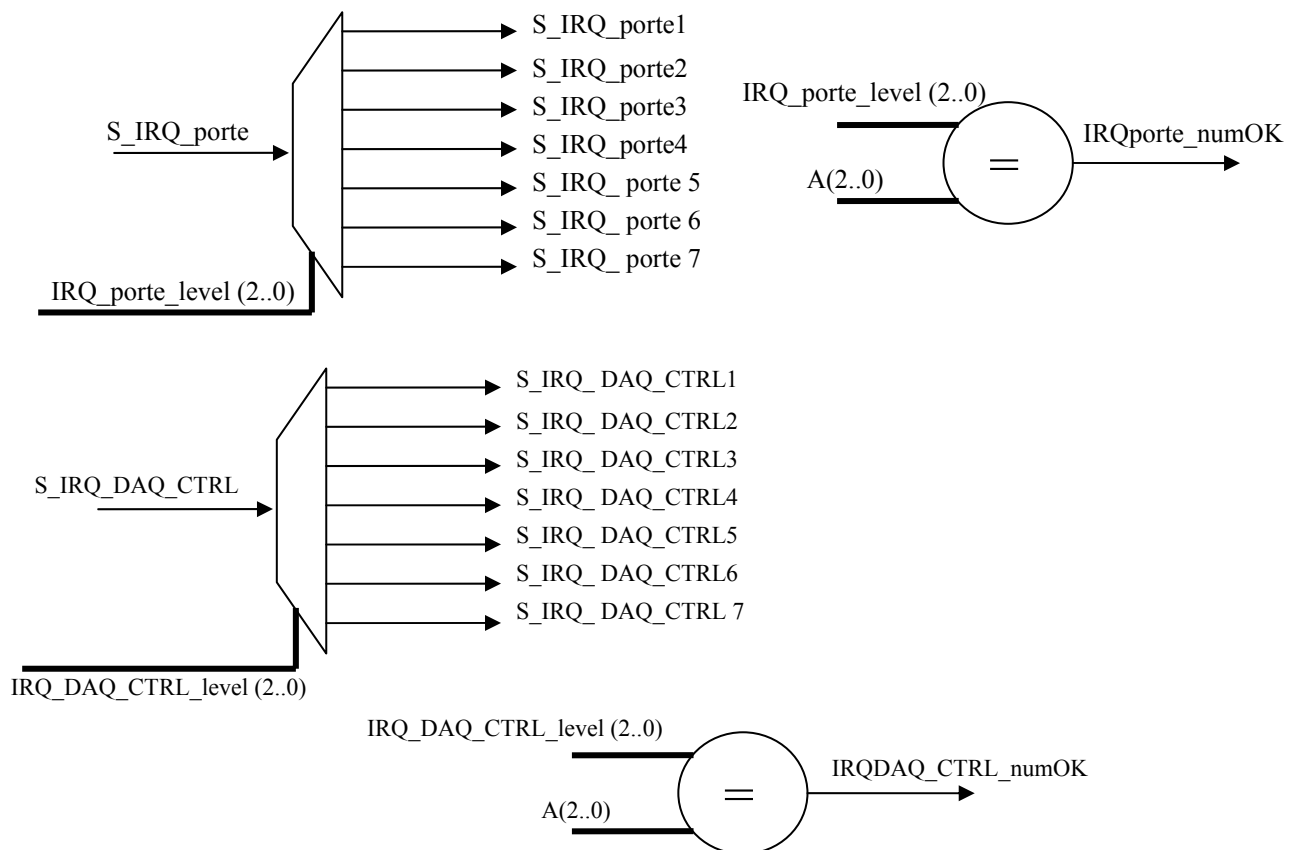 S_IRQ_porte1
S_IRQ_porte2
S_IRQ_porte3
S_IRQ_porte4
S_IRQ_ porte 5
S_IRQ_ porte 6
S_IRQ_ porte 7
S_IRQ_porte
IRQ_porte_level (2..0)
IRQ_porte_level (2..0)
A(2..0)
=
IRQporte_numOK
S_IRQ_ DAQ_CTRL1
S_IRQ_ DAQ_CTRL2
S_IRQ_ DAQ_CTRL3
S_IRQ_ DAQ_CTRL4
S_IRQ_ DAQ_CTRL5
S_IRQ_ DAQ_CTRL6
S_IRQ_ DAQ_CTRL 7
S_IRQ_DAQ_CTRL
IRQ_DAQ_CTRL_level (2..0)
IRQ_DAQ_CTRL_level (2..0)
A(2..0)
=
IRQDAQ_CTRL_numOK